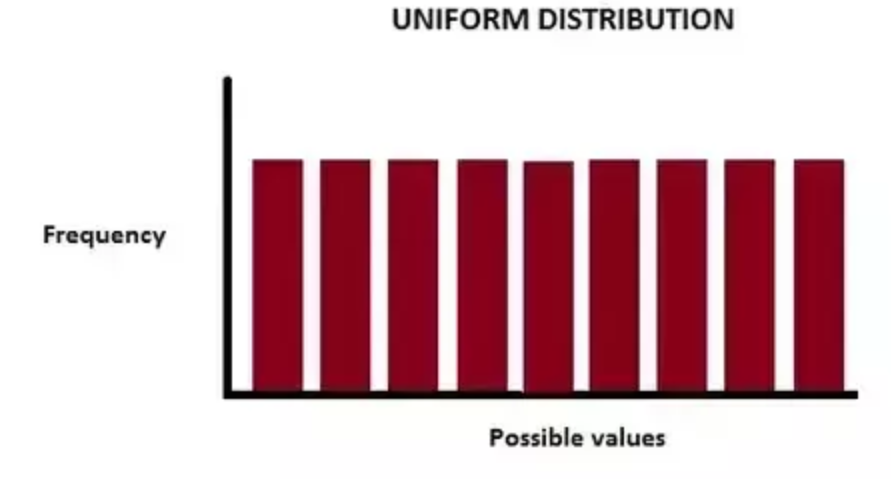 UNIFORM DISTRIBUTION
Frequency
Possible values